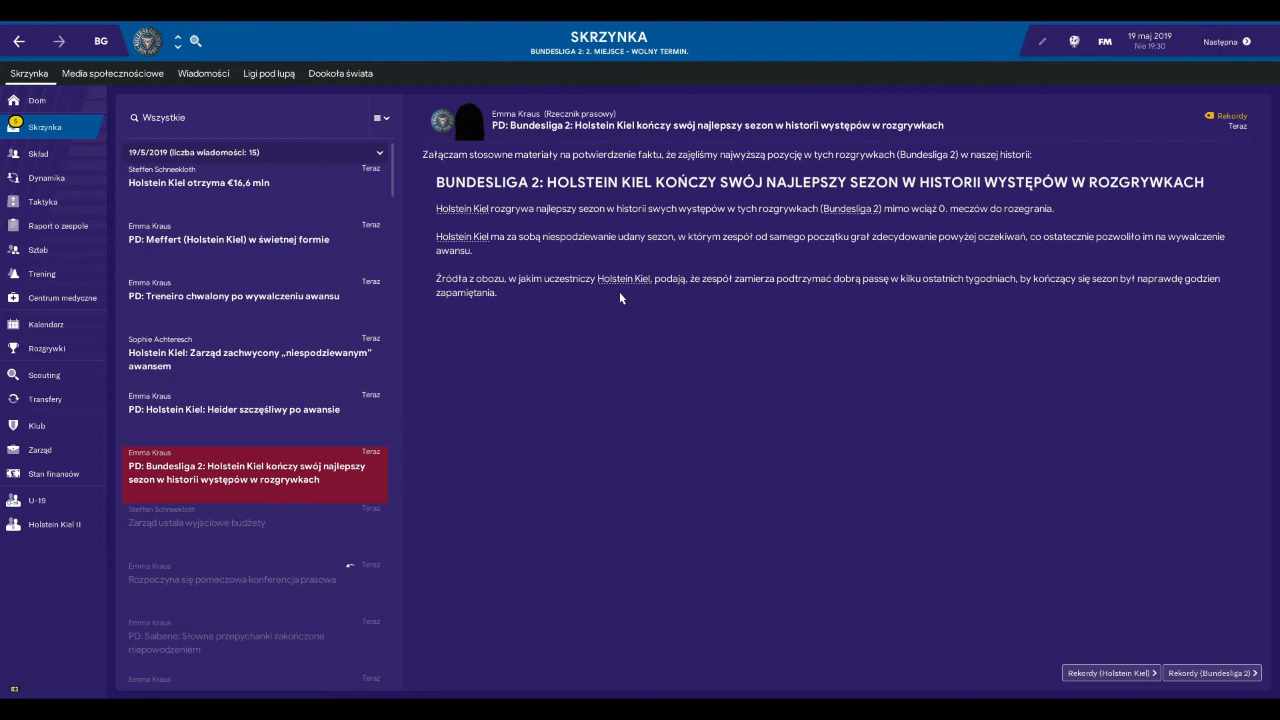 BG
SKRZYNKA
BUNDESLIGA 2: 2. MIEJSCE - WOLNY TERMIN.
FM
19 maj 2019
Nie 19:30
Następna
Skrzynka
Media społecznościowe
Wiadomości
Ligi pod lupą
Dookoła świata
Dom
5
Skrzynka
Skład
Dynamika
Taktyka
Raport o zespole
Sztab
Trening
Centrum medyczne
Kalendarz
Rozgrywki
Scouting
Transfery
Klub
Zarząd
Stan finansów
U-19
Holstein Kiel II
Wszystkie
19/5/2019 (liczba wiadomości: 15)
Steffen Schneekloth
Teraz
Holstein Kiel otrzyma €16,6 mln
Emma Kraus
Teraz
PD: Meffert (Holstein Kiel) w świetnej formie
Emma Kraus
Teraz
PD: Treneiro chwalony po wywalczeniu awansu
Sophie Achteresch
Teraz
Holstein Kiel: Zarząd zachwycony „niespodziewanym”
awansem
Emma Kraus
Teraz
PD: Holstein Kiel: Heider szczęśliwy po awansie
Emma Kraus
Teraz
PD: Bundesliga 2: Holstein Kiel kończy swój najlepszy
sezon w historii występów w rozgrywkach
Steffen Schneekloth
Teraz
Zarząd ustala wyjściowe budżety
Emma Kraus
Teraz
Rozpoczyna się pomeczowa konferencja prasowa
Emma Kraus
Teraz
PD: Saibene: Słowne przepychanki zakończone
niepowodzeniem
Emma Kraus
Teraz
Emma Kraus (Rzecznik prasowy)
PD: Bundesliga 2: Holstein Kiel kończy swój najlepszy sezon w historii występów w rozgrywkach
Rekordy
Teraz
Załączam stosowne materiały na potwierdzenie faktu, że zajęliśmy najwyższą pozycję w tych rozgrywkach (Bundesliga 2) w naszej historii:
BUNDESLIGA 2: HOLSTEIN KIEL KOŃCZY SWÓJ NAJLEPSZY SEZON W HISTORII WYSTĘPÓW W ROZGRYWKACH
Holstein Kiel rozgrywa najlepszy sezon w historii swych występów w tych rozgrywkach (Bundesliga 2) mimo wciąż 0. meczów do rozegrania.
Holstein Kiel ma za sobą niespodziewanie udany sezon, w którym zespół od samego początku grał zdecydowanie powyżej oczekiwań, co ostatecznie pozwoliło im na wywalczenie
awansu.
Źródła z obozu, w jakim uczestniczy Holstein Kiel, podają, że zespół zamierza podtrzymać dobrą passę w kilku ostatnich tygodniach, by kończący się sezon był naprawdę godzien
zapamiętania.
Rekordy (Holstein Kiel)
Rekordy (Bundesliga 2)